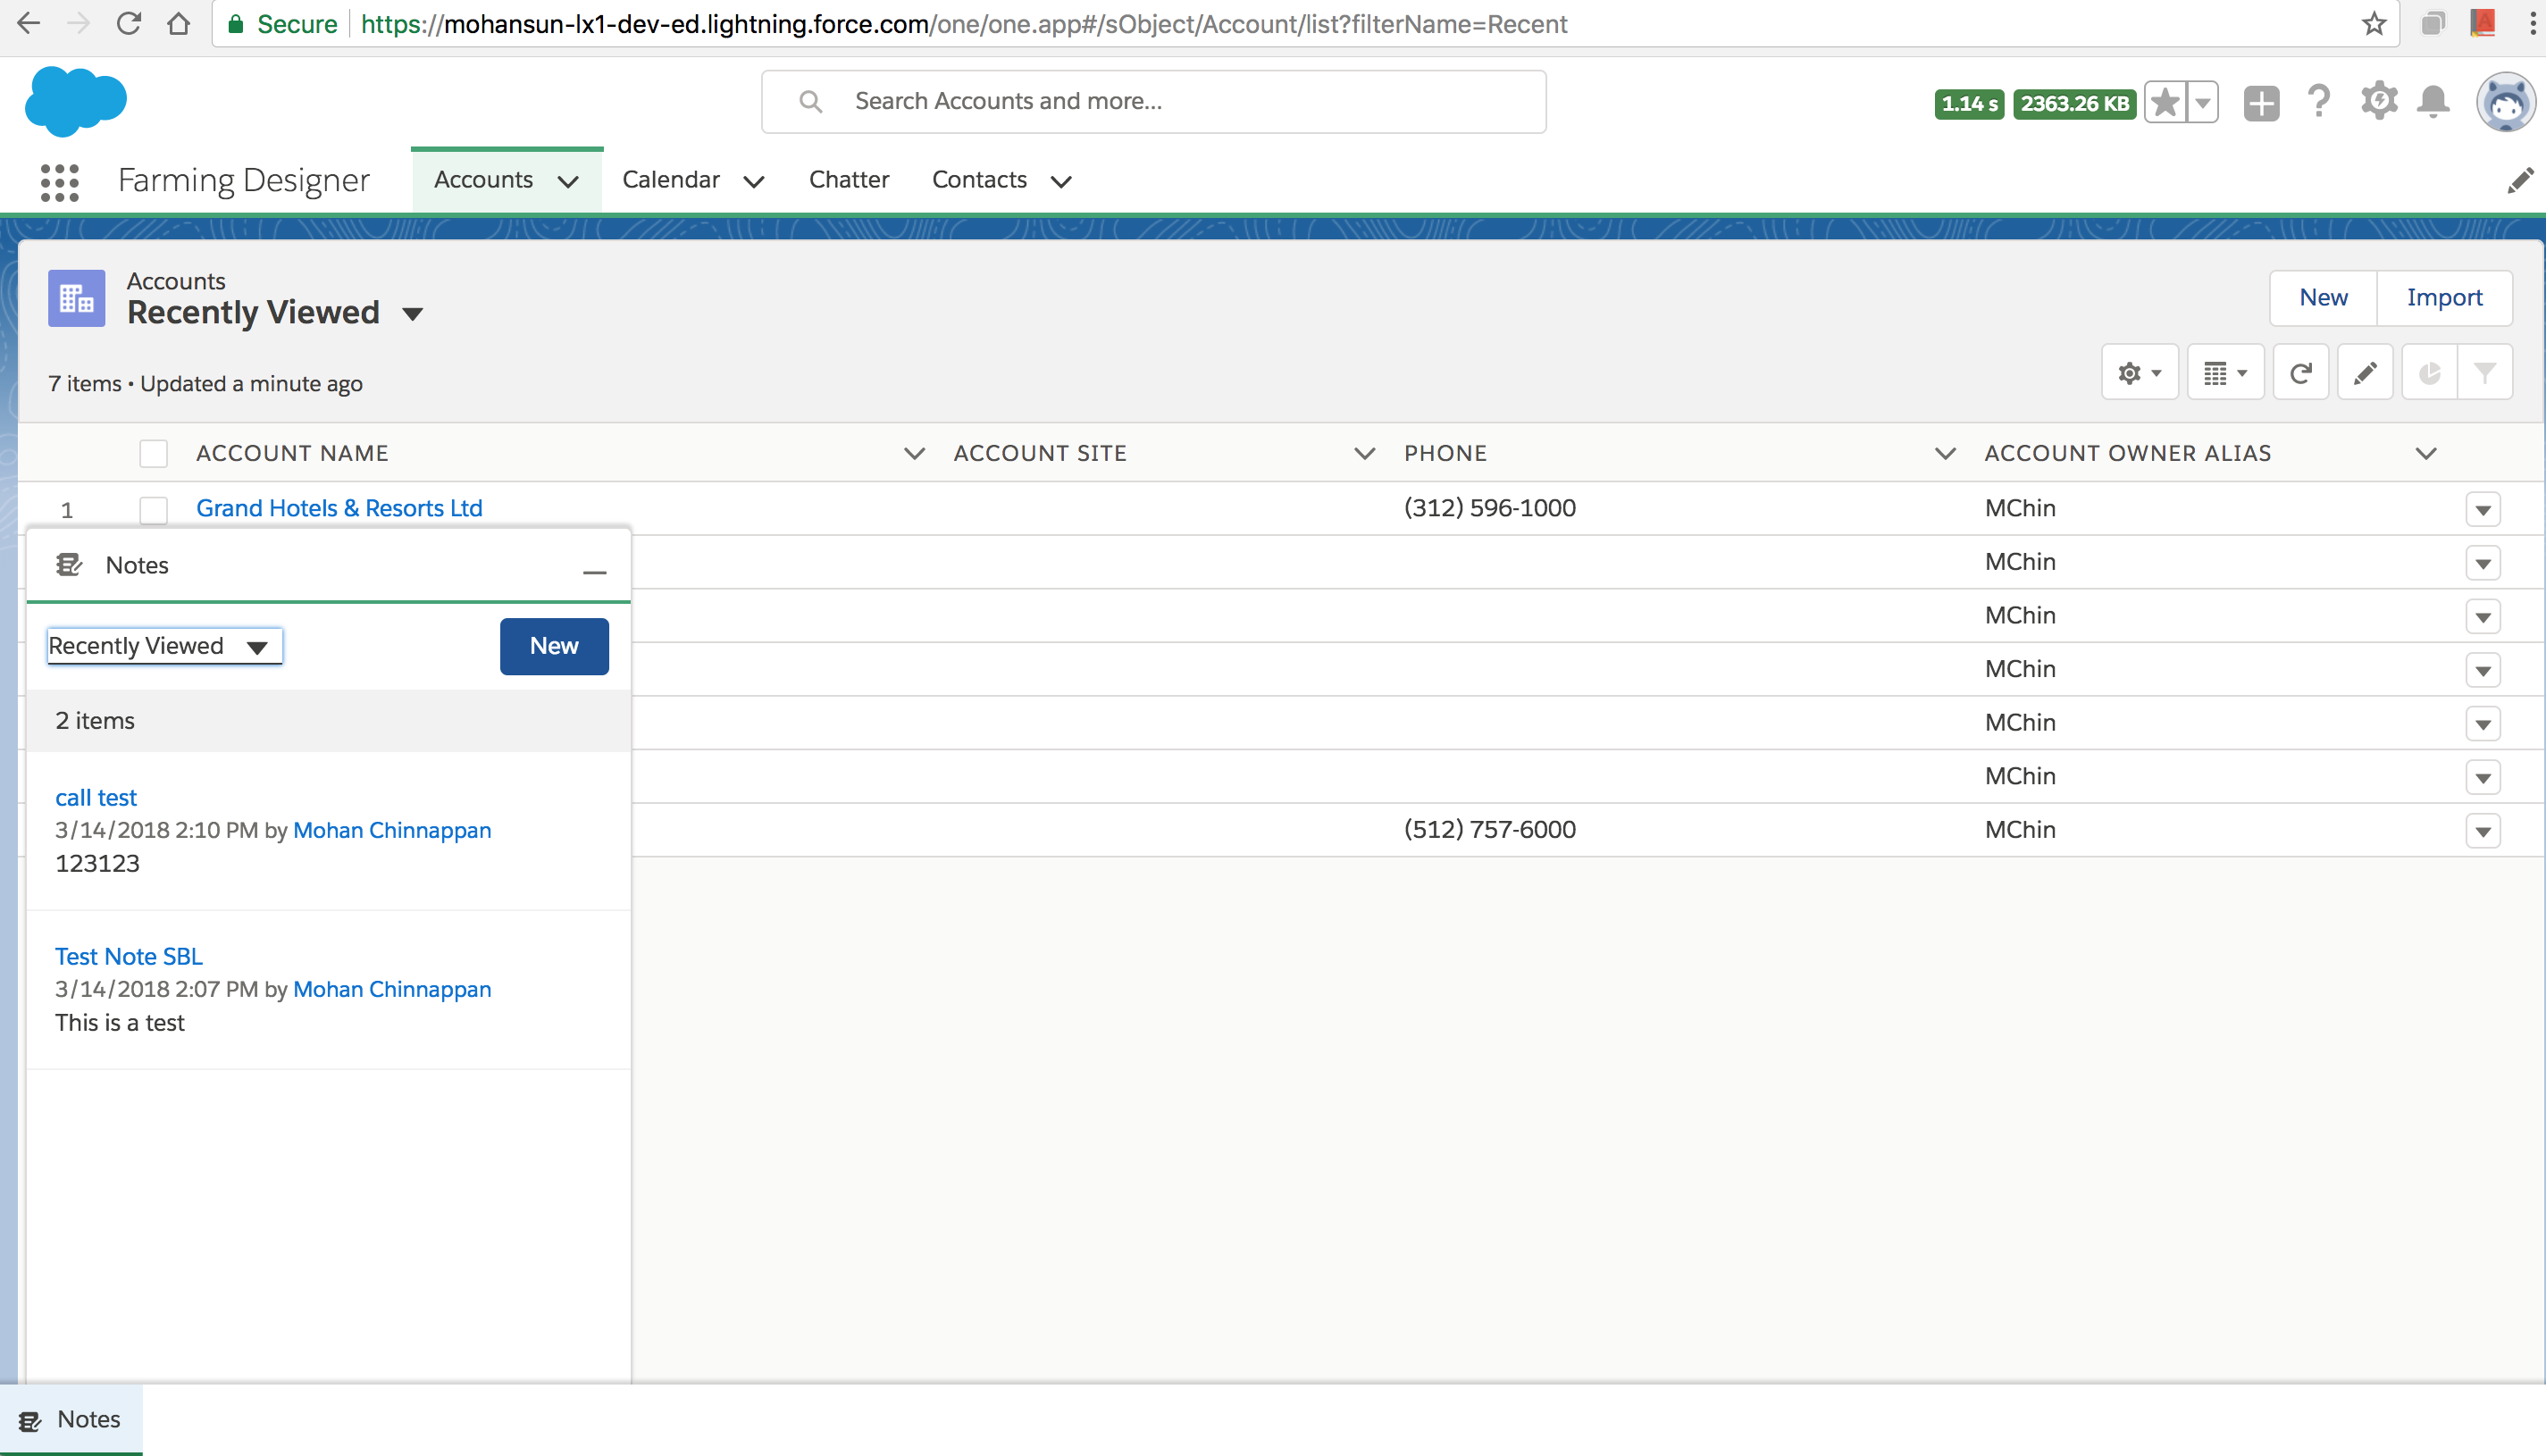 Secure https://mohansun-lx1-dev-ed.lightning.force.com/one/one.app#/sObject/Account/list?filterName=Recent
Search Accounts and more...
1.14 s 2363.26 KB
Farming Designer Accounts Calendar Chatter Contacts
Accounts
Recently Viewed
New Import
7 items • Updated a minute ago
ACCOUNT NAME ACCOUNT SITE PHONE ACCOUNT OWNER ALIAS
1 Grand Hotels & Resorts Ltd (312) 596-1000 MChin
MChin
MChin
MChin
MChin
MChin
(512) 757-6000 MChin
Notes
Recently Viewed New
2 items
call test
3/14/2018 2:10 PM by Mohan Chinnappan
123123
Test Note SBL
3/14/2018 2:07 PM by Mohan Chinnappan
This is a test
Notes